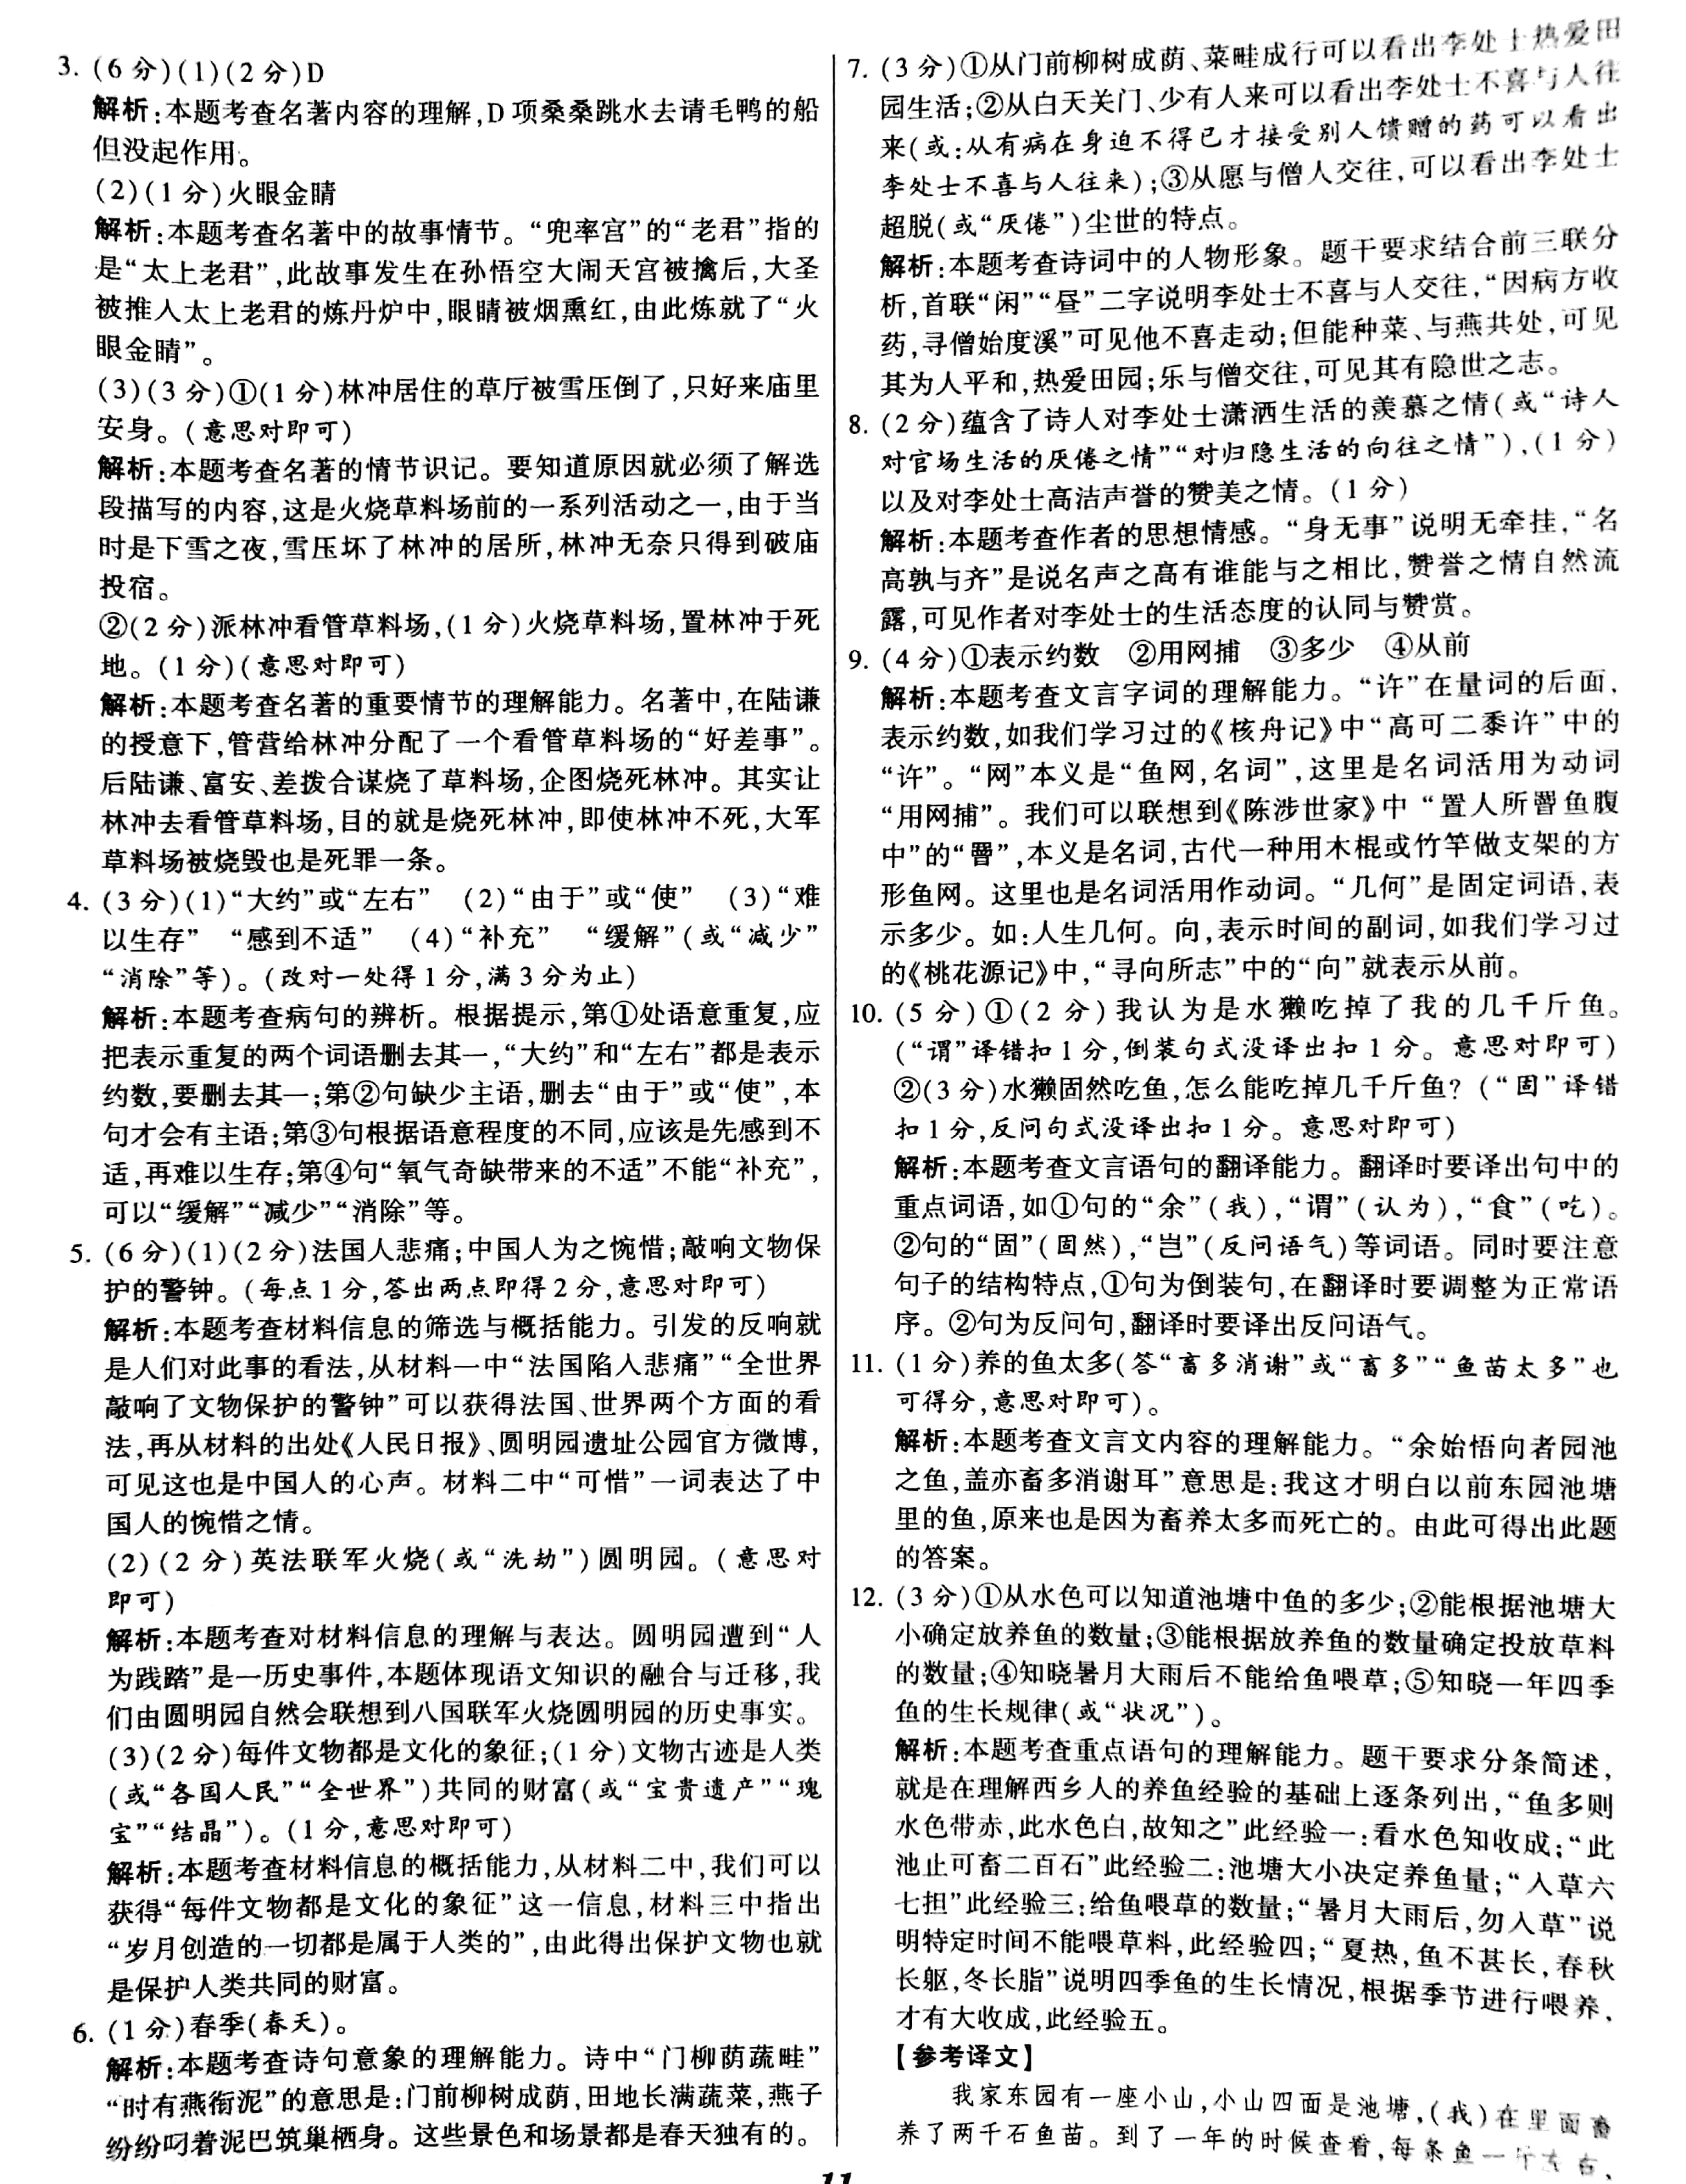 3. (6分)(1)(2分)D
解析:本题考查名著内容的理解,D项桑桑跳水去请毛鸭的船
但没起作用。
(2)(1分)火眼金睛
解析:本题考查名著中的故事情节。“兜率宫”的“老君”指的
是“太上老君”,此故事发生在孙悟空大闹天宫被擒后,大圣
被推入太上老君的炼丹炉中,眼睛被烟熏红,由此炼就了“火
眼金睛”。
(3)(3分)①(1分)林冲居住的草厅被雪压倒了,只好来庙里
安身。(意思对即可)
解析:本题考查名著的情节识记。要知道原因就必须了解选
段描写的内容,这是火烧草料场前的一系列活动之一,由于当
时是下雪之夜,雪压坏了林冲的居所,林冲无奈只得到破庙
投宿。
②(2分)派林冲看管草料场,(1分)火烧草料场,置林冲于死
地。(1分)(意思对即可)
解析:本题考查名著的重要情节的理解能力。名著中,在陆谦
的授意下,管营给林冲分配了一个看管草料场的“好差事”。
后陆谦、富安、差拨合谋烧了草料场,企图烧死林冲。其实让
林冲去看管草料场,目的就是烧死林冲,即使林冲不死,大军
草料场被烧毁也是死罪一条。
4. (3分)(1)“大约”或“左右” (2)“由于”或“使” (3)“难
以生存” “感到不适” (4)“补充” “缓解”(或“减少”
“消除”等)。(改对一处得1分,满3分为止)
解析:本题考查病句的辨析。根据提示,第①处语意重复,应
把表示重复的两个词语删去其一,“大约”和“左右”都是表示
约数,要删去其一;第②句缺少主语,删去“由于”或“使”,本
句才会有主语;第③句根据语意程度的不同,应该是先感到不
适,再难以生存;第④句“氧气奇缺带来的不适”不能“补充”,
可以“缓解”“减少”“消除”等。
5. (6分)(1)(2分)法国人悲痛;中国人为之惋惜;敲响文物保
护的警钟。(每点1分,答出两点即得2分,意思对即可)
解析:本题考查材料信息的筛选与概括能力。引发的反响就
是人们对此事的看法,从材料一中“法国陷入悲痛”“全世界
敲响了文物保护的警钟”可以获得法国、世界两个方面的看
法,再从材料的出处《人民日报》、圆明园遗址公园官方微博,
可见这也是中国人的心声。材料二中“可惜”一词表达了中
国人的惋惜之情。
(2)(2分)英法联军火烧(或“洗劫”)圆明园。(意思对
即可)
解析:本题考查对材料信息的理解与表达。圆明园遭到“人
为践踏”是一历史事件,本题体现语文知识的融合与迁移,我
们由圆明园自然会联想到八国联军火烧圆明园的历史事实。
(3)(2分)每件文物都是文化的象征;(1分)文物古迹是人类
(或“各国人民”“全世界”)共同的财富(或“宝贵遗产”“瑰
宝”“结晶”)。(1分,意思对即可)
解析:本题考查材料信息的概括能力,从材料二中,我们可以
获得“每件文物都是文化的象征”这一信息,材料三中指出
“岁月创造的一切都是属于人类的”,由此得出保护文物也就
是保护人类共同的财富。
6. (1分)春季(春天)。
解析:本题考查诗句意象的理解能力。诗中“门柳荫蔬畦”
“时有燕衔泥”的意思是:门前柳树成荫,田地长满蔬菜,燕子
纷纷叼着泥巴筑巢栖身。这些景色和场景都是春天独有的。
7. (3分)①从门前柳树成荫、菜畦成行可以看出李处士热爱田
园生活;②从白天关门、少有人来可以看出李处士不喜与人往
来(或:从有病在身迫不得已才接受别人馈赠的药可以看出
李处士不喜与人往来);③从愿与僧人交往,可以看出李处士
超脱(或“厌倦”)尘世的特点。
解析:本题考查诗词中的人物形象。题干要求结合前三联分
析,首联“闲”“昼”二字说明李处士不喜与人交往,“因病方收
药,寻僧始度溪”可见他不喜走动;但能种菜、与燕共处,可见
其为人平和,热爱田园;乐与僧交往,可见其有隐世之志。
8. (2分)蕴含了诗人对李处士潇洒生活的羡慕之情(或“诗人
对官场生活的厌倦之情”“对归隐生活的向往之情”),(1分)
以及对李处士高洁声誉的赞美之情。(1分)
解析:本题考查作者的思想情感。“身无事”说明无牵挂,“名
高孰与齐”是说名声之高有谁能与之相比,赞誉之情自然流
露,可见作者对李处士的生活态度的认同与赞赏。
9. (4分)①表示约数 ②用网捕 ③多少 ④从前
解析:本题考查文言字词的理解能力。“许”在量词的后面,
表示约数,如我们学习过的《核舟记》中“高可二黍许”中的
“许”。“网”本义是“鱼网,名词”,这里是名词活用为动词
“用网捕”。我们可以联想到《陈涉世家》中 “置人所罾鱼腹
中”的“罾”,本义是名词,古代一种用木棍或竹竿做支架的方
形鱼网。这里也是名词活用作动词。“几何”是固定词语,表
示多少。如:人生几何。向,表示时间的副词,如我们学习过
的《桃花源记》中,“寻向所志”中的“向”就表示从前。
10. (5分)①(2分)我认为是水獭吃掉了我的几千斤鱼。
(“谓”译错扣1分,倒装句式没译出扣1分。意思对即可)
②(3分)水獭固然吃鱼,怎么能吃掉几千斤鱼? (“固”译错
扣1分,反问句式没译出扣1分。意思对即可)
解析:本题考查文言语句的翻译能力。翻译时要译出句中的
重点词语,如①句的“余”(我),“谓”(认为),“食”(吃)。
②句的“固”(固然),“岂”(反问语气)等词语。同时要注意
句子的结构特点,①句为倒装句,在翻译时要调整为正常语
序。②句为反问句,翻译时要译出反问语气。
11. (1分)养的鱼太多(答“畜多消谢”或“畜多”“鱼苗太多”也
可得分,意思对即可)。
解析:本题考查文言文内容的理解能力。“余始悟向者园池
之鱼,盖亦畜多消谢耳”意思是:我这才明白以前东园池塘
里的鱼,原来也是因为畜养太多而死亡的。由此可得出此题
的答案。
12. (3分)①从水色可以知道池塘中鱼的多少;②能根据池塘大
小确定放养鱼的数量;③能根据放养鱼的数量确定投放草料
的数量;④知晓暑月大雨后不能给鱼喂草;⑤知晓一年四季
鱼的生长规律(或“状况”)。
解析:本题考查重点语句的理解能力。题干要求分条简述,
就是在理解西乡人的养鱼经验的基础上逐条列出,“鱼多则
水色带赤,此水色白,故知之”此经验一:看水色知收成;“此
池止可畜二百石”此经验二:池塘大小决定养鱼量;“入草六
七担”此经验三:给鱼喂草的数量;“暑月大雨后,勿入草”说
明特定时间不能喂草料,此经验四;“夏热,鱼不甚长,春秋
长躯,冬长脂”说明四季鱼的生长情况,根据季节进行喂养,
才有大收成,此经验五。
【参考译文】
我家东园有一座小山,小山四面是池塘,(我)在里面畜
养了两千石鱼苗。到了一年的时候查看,每条鱼一斤左右,
11